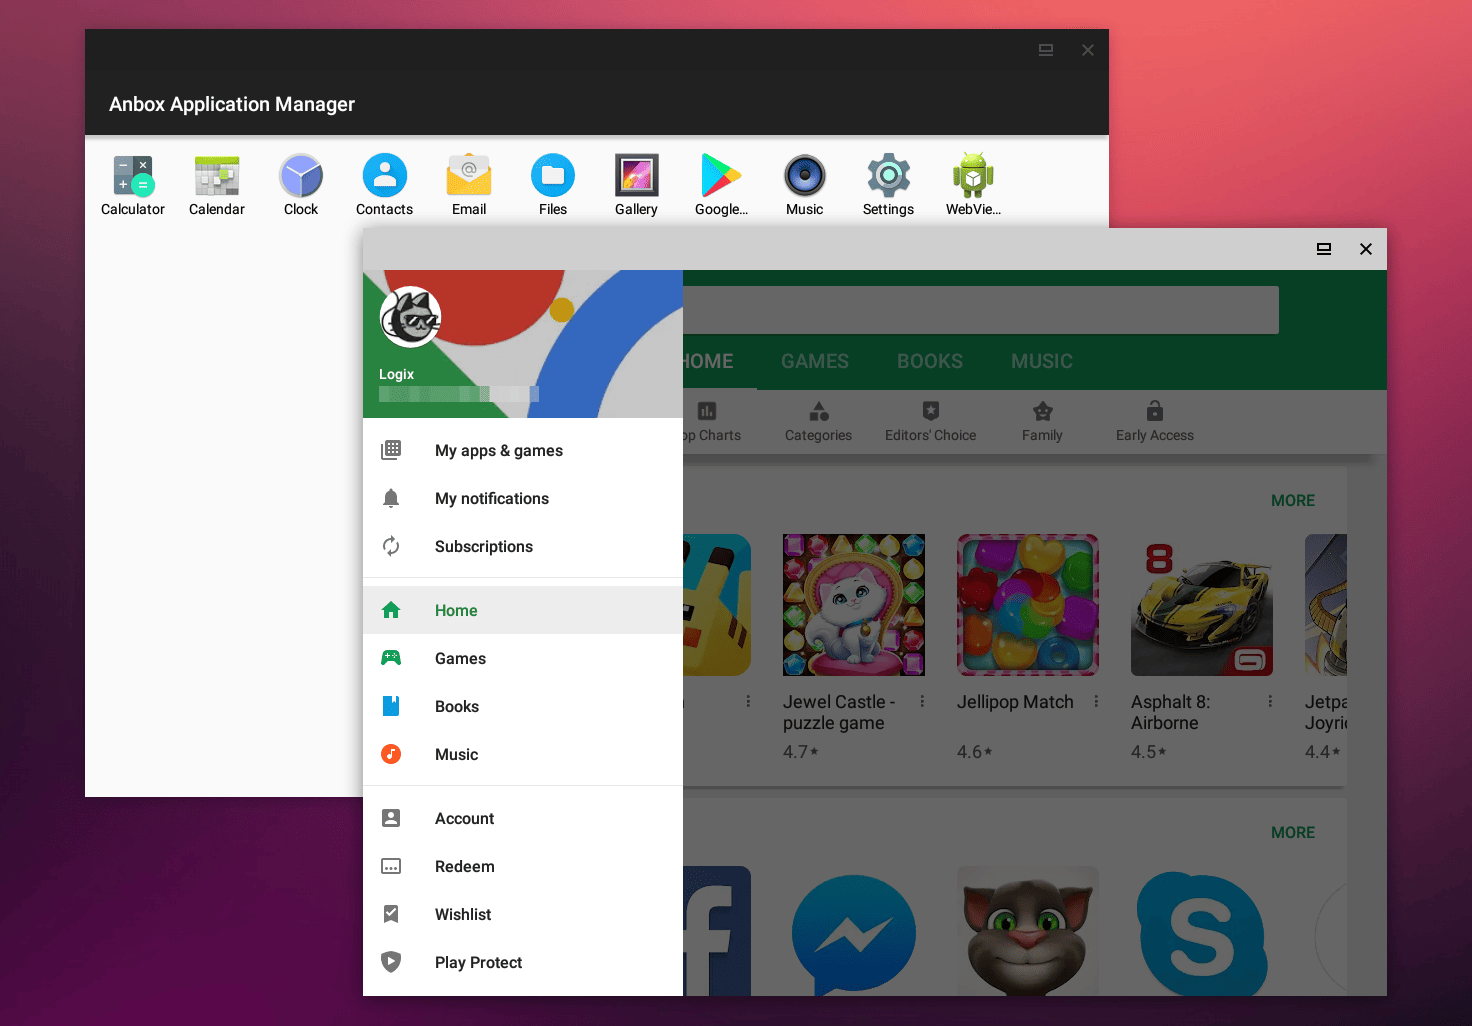 Anbox Application Manager
Calculator Calendar Clock Contacts Email Files Gallery Google... Music Settings WebVie...
Logix
HOME GAMES BOOKS MUSIC
op Charts Categories Editors' Choice Family Early Access
My apps & games
My notifications
Subscriptions
Home
Games
Books
Music
Account
Redeem
Wishlist
Play Protect
MORE
8
Jewel Castle -
puzzle game
4.7
Jellipop Match
4.6
Asphalt 8:
Airborne
4.5
Jetpa
Joyri
4.4
MORE
f
S